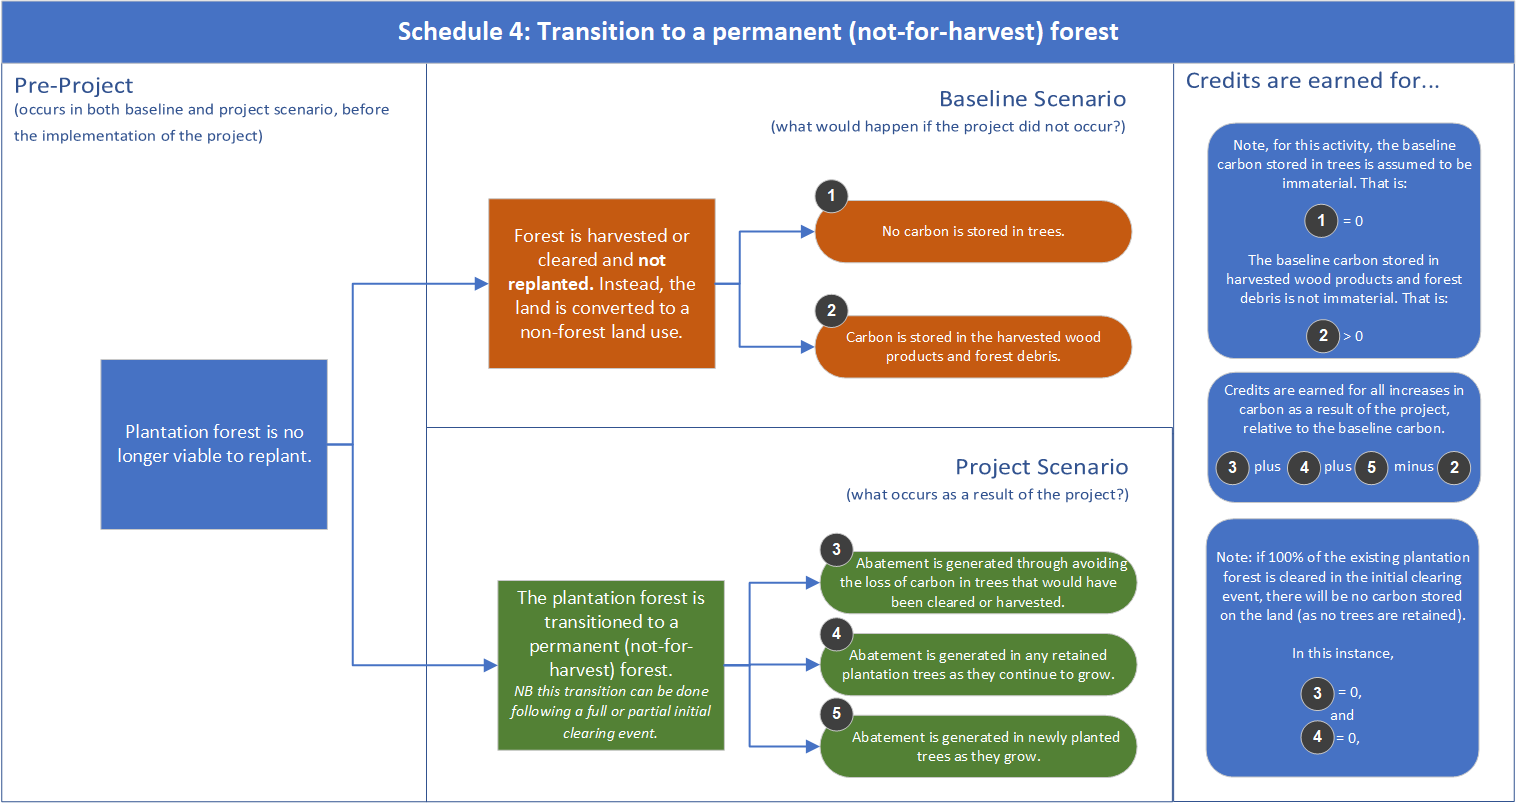 Schedule 4: Transition to a permanent (not-for-harvest) forest
Pre-Project
(occurs in both baseline and project scenario, before
the implementation of the project)
Plantation forest is no
longer viable to replant.
Baseline Scenario
(what would happen if the project did not occur?)
Forest is harvested or
cleared and not
replanted. Instead, the
land is converted to a
non-forest land use.
1
No carbon is stored in trees.
2
Carbon is stored in the harvested wood
products and forest debris.
Project Scenario
(what occurs as a result of the project?)
The plantation forest is
transitioned to a
permanent (not-for-
harvest) forest.
NB this transition can be done
following a full or partial initial
clearing event.
3
Abatement is generated through avoiding
the loss of carbon in trees that would have
been cleared or harvested.
4
Abatement is generated in any retained
plantation trees as they continue to grow.
5
Abatement is generated in newly planted
trees as they grow.
Credits are earned for...
Note, for this activity, the baseline
carbon stored in trees is assumed to be
immaterial. That is:
1 = 0
The baseline carbon stored in
harvested wood products and forest
debris is not immaterial. That is:
2 > 0
Credits are earned for all increases in
carbon as a result of the project,
relative to the baseline carbon.
3 plus 4 plus 5 minus 2
Note: if 100% of the existing plantation
forest is cleared in the initial clearing
event, there will be no carbon stored
on the land (as no trees are retained).
In this instance,
3 = 0,
and
4 = 0,